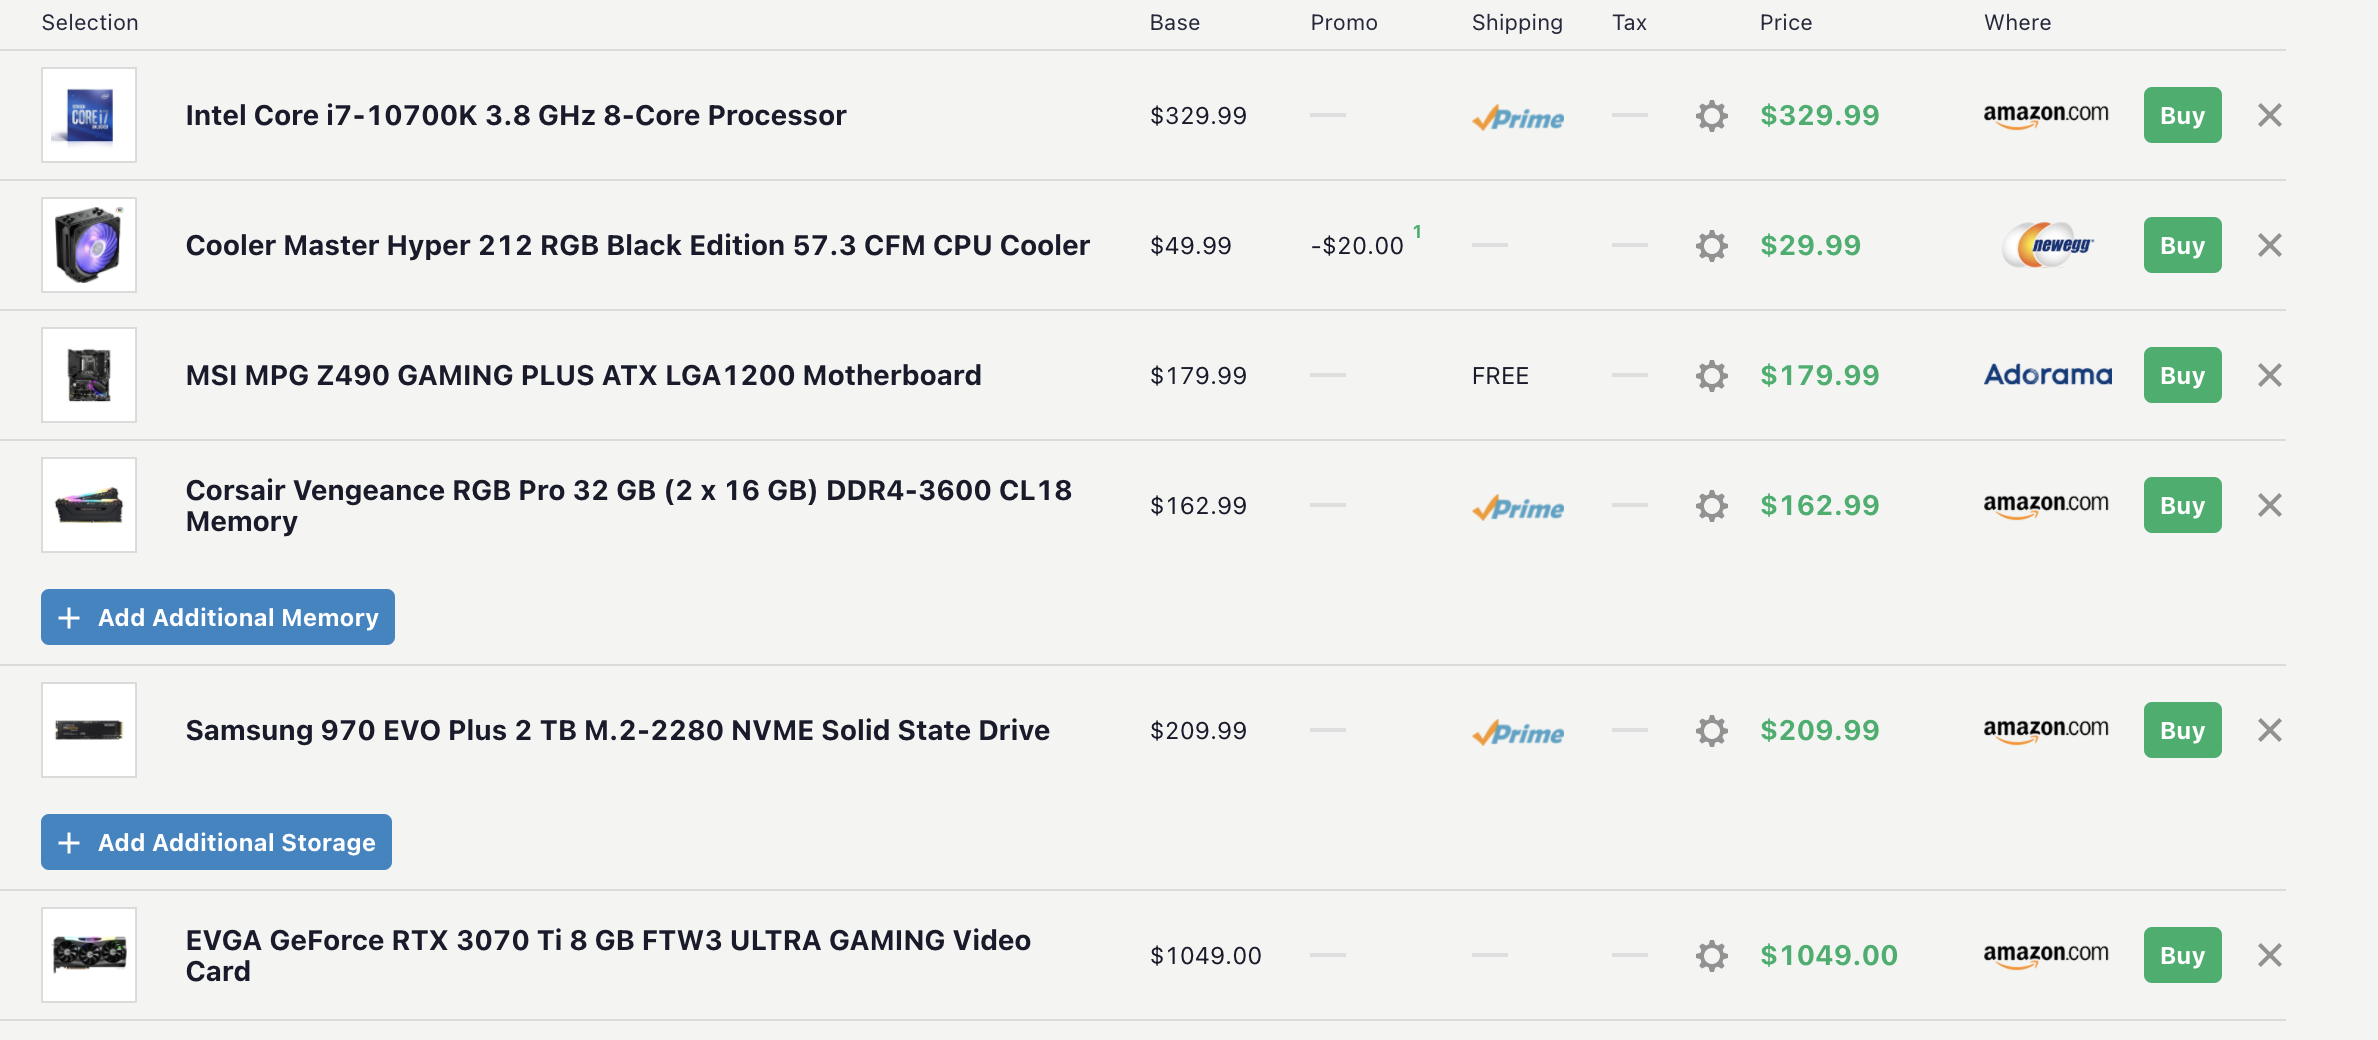 Selection Base Promo Shipping Tax Price Where
CORE i7
Intel Core i7-10700K 3.8 GHz 8-Core Processor $329.99 — Prime — $329.99 amazon.com Buy
Cooler Master Hyper 212 RGB Black Edition 57.3 CFM CPU Cooler $49.99 -$20.00 1 — — $29.99 newegg Buy
MSI MPG Z490 GAMING PLUS ATX LGA1200 Motherboard $179.99 — FREE — $179.99 Adorama Buy
Corsair Vengeance RGB Pro 32 GB (2 x 16 GB) DDR4-3600 CL18
Memory $162.99 — Prime — $162.99 amazon.com Buy
+ Add Additional Memory
Samsung 970 EVO Plus 2 TB M.2-2280 NVME Solid State Drive $209.99 — Prime — $209.99 amazon.com Buy
+ Add Additional Storage
EVGA GeForce RTX 3070 Ti 8 GB FTW3 ULTRA GAMING Video
Card $1049.00 — — — $1049.00 amazon.com Buy